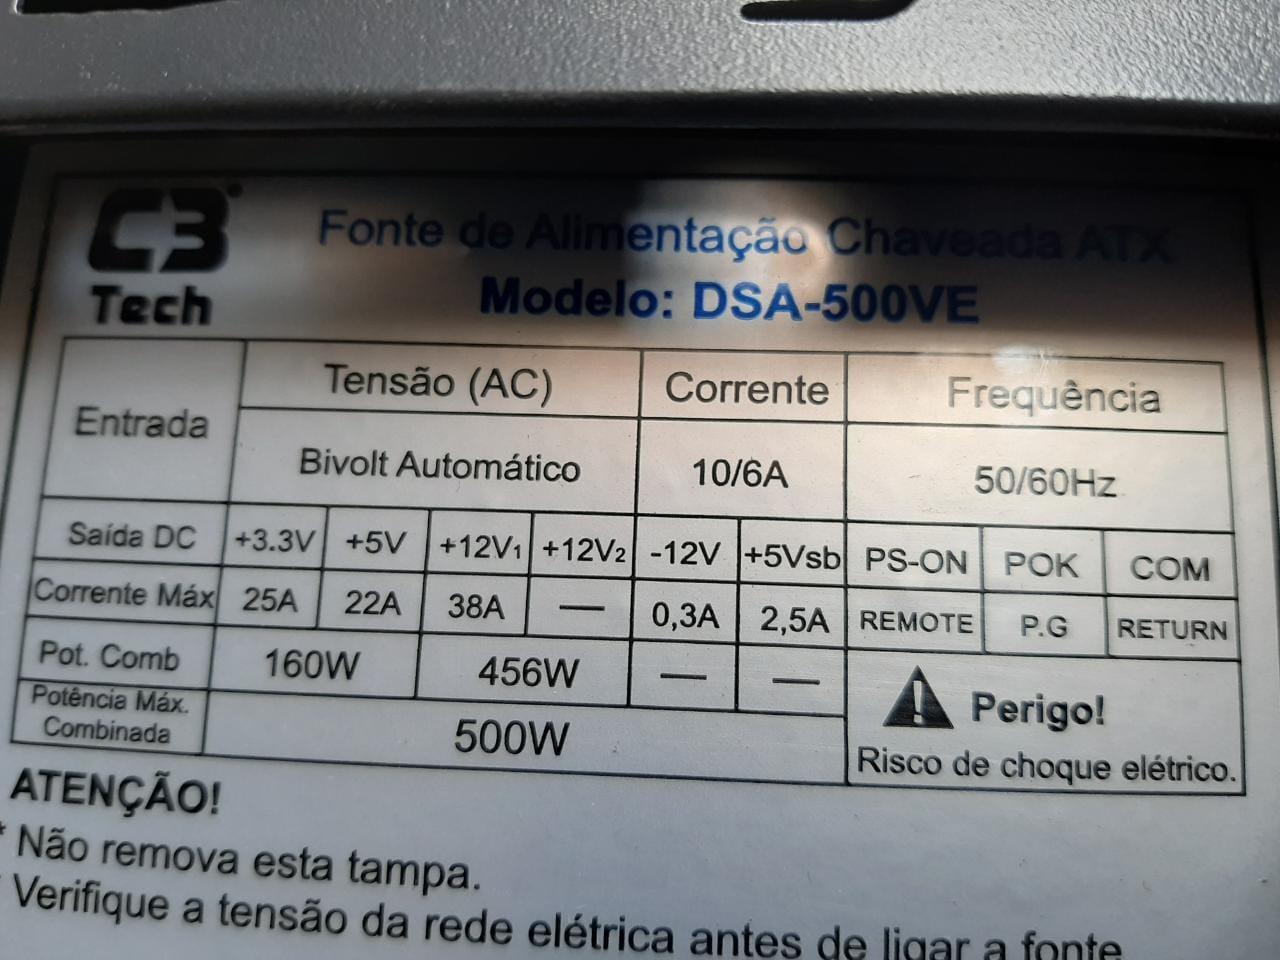 C3
Tech
Fonte de Alimentação Chaveada ATX
Modelo: DSA-500VE
Entrada
Tensão (AC) Corrente Frequência
Bivolt Automático 10/6A 50/60Hz
Saída DC +3.3V +5V +12V₁ +12V₂ -12V +5Vsb PS-ON POK COM
Corrente Máx 25A 22A 38A — 0,3A 2,5A REMOTE P.G RETURN
Pot. Comb 160W 456W — —
Potência Máx.
Combinada
500W
Perigo!
Risco de choque elétrico.
ATENÇÃO!
* Não remova esta tampa.
Verifique a tensão da rede elétrica antes de ligar a fonte